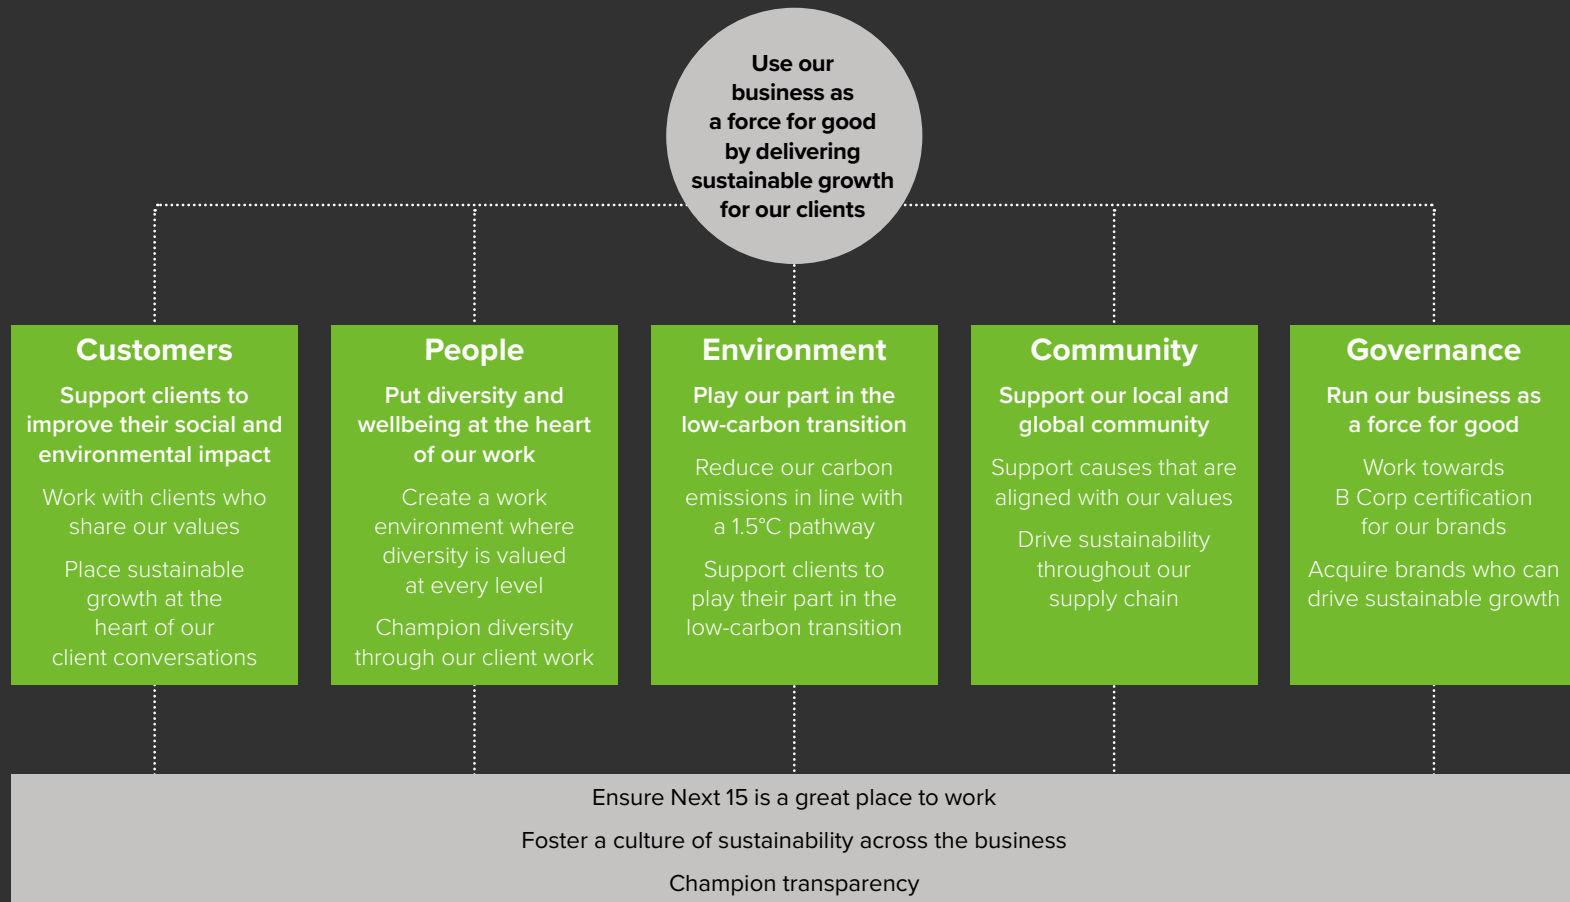 Use our
business as
a force for good
by delivering
sustainable growth
for our clients
Customers
Support clients to
improve their social and
environmental impact
Work with clients who
share our values
Place sustainable
growth at the
heart of our
client conversations
People
Put diversity and
wellbeing at the heart
of our work
Create a work
environment where
diversity is valued
at every level
Champion diversity
through our client work
Environment
Play our part in the
low-carbon transition
Reduce our carbon
emissions in line with
a 1.5°C pathway
Support clients to
play their part in the
low-carbon transition
Community
Support our local and
global community
Support causes that are
aligned with our values
Drive sustainability
throughout our
supply chain
Governance
Run our business as
a force for good
Work towards
B Corp certification
for our brands
Acquire brands who can
drive sustainable growth
Ensure Next 15 is a great place to work
Foster a culture of sustainability across the business
Champion transparency